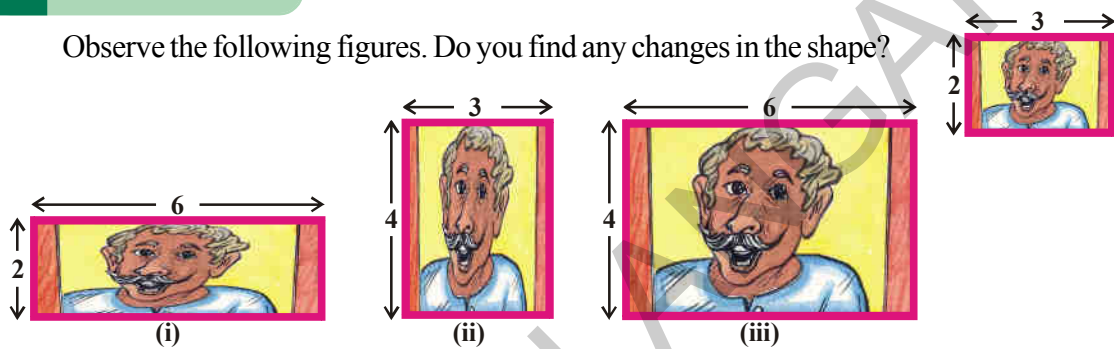 Observe the following figures. Do you find any changes in the shape?
3
2
6
2
(i)
3
4
(ii)
6
4
(iii)